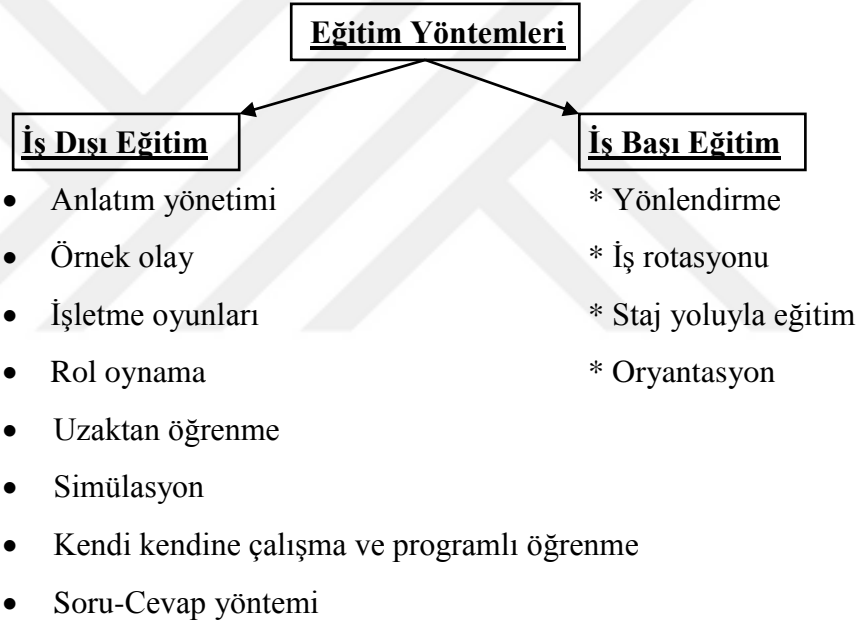 Eğitim Yöntemleri
İş Dışı Eğitim
• Anlatım yönetimi
• Örnek olay
• İşletme oyunları
• Rol oynama
• Uzaktan öğrenme
• Simülasyon
• Kendi kendine çalışma ve programlı öğrenme
• Soru-Cevap yöntemi
İş Başı Eğitim
* Yönlendirme
* İş rotasyonu
* Staj yoluyla eğitim
* Oryantasyon